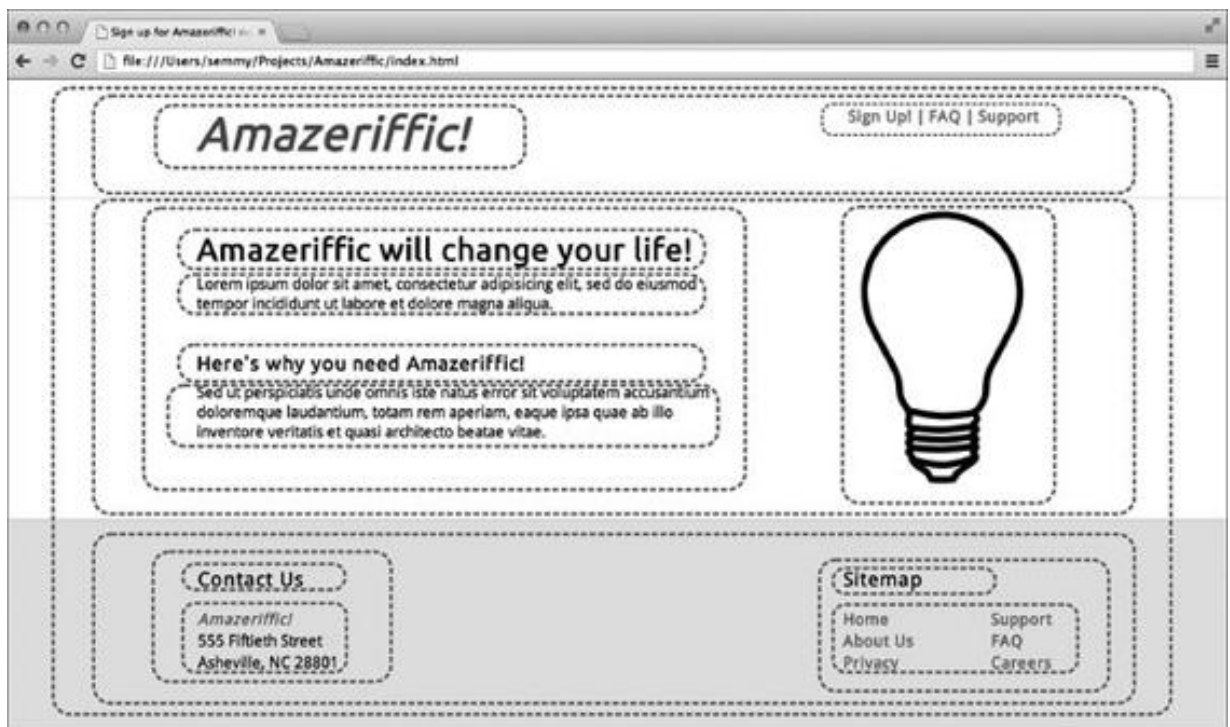 Sign up for Amazeriffic!
file:///Users/semmy/Projects/Amazeriffic/index.html
Amazeriffic!
Sign Up! | FAQ | Support
Amazeriffic will change your life!
Lorem ipsum dolor sit amet, consectetur adipisicing elit, sed do eiusmod
tempor incididunt ut labore et dolore magna aliqua.
Here's why you need Amazeriffic!
Sed ut perspiciatis unde omnis iste natus error sit voluptatem accusantium
doloremque laudantium, totam rem aperiam, eaque ipsa quae ab illo
inventore veritatis et quasi architecto beatae vitae.
Contact Us
Amazeriffic!
555 Fiftieth Street
Asheville, NC 28801
Sitemap
Home Support
About Us FAQ
Privacy Careers